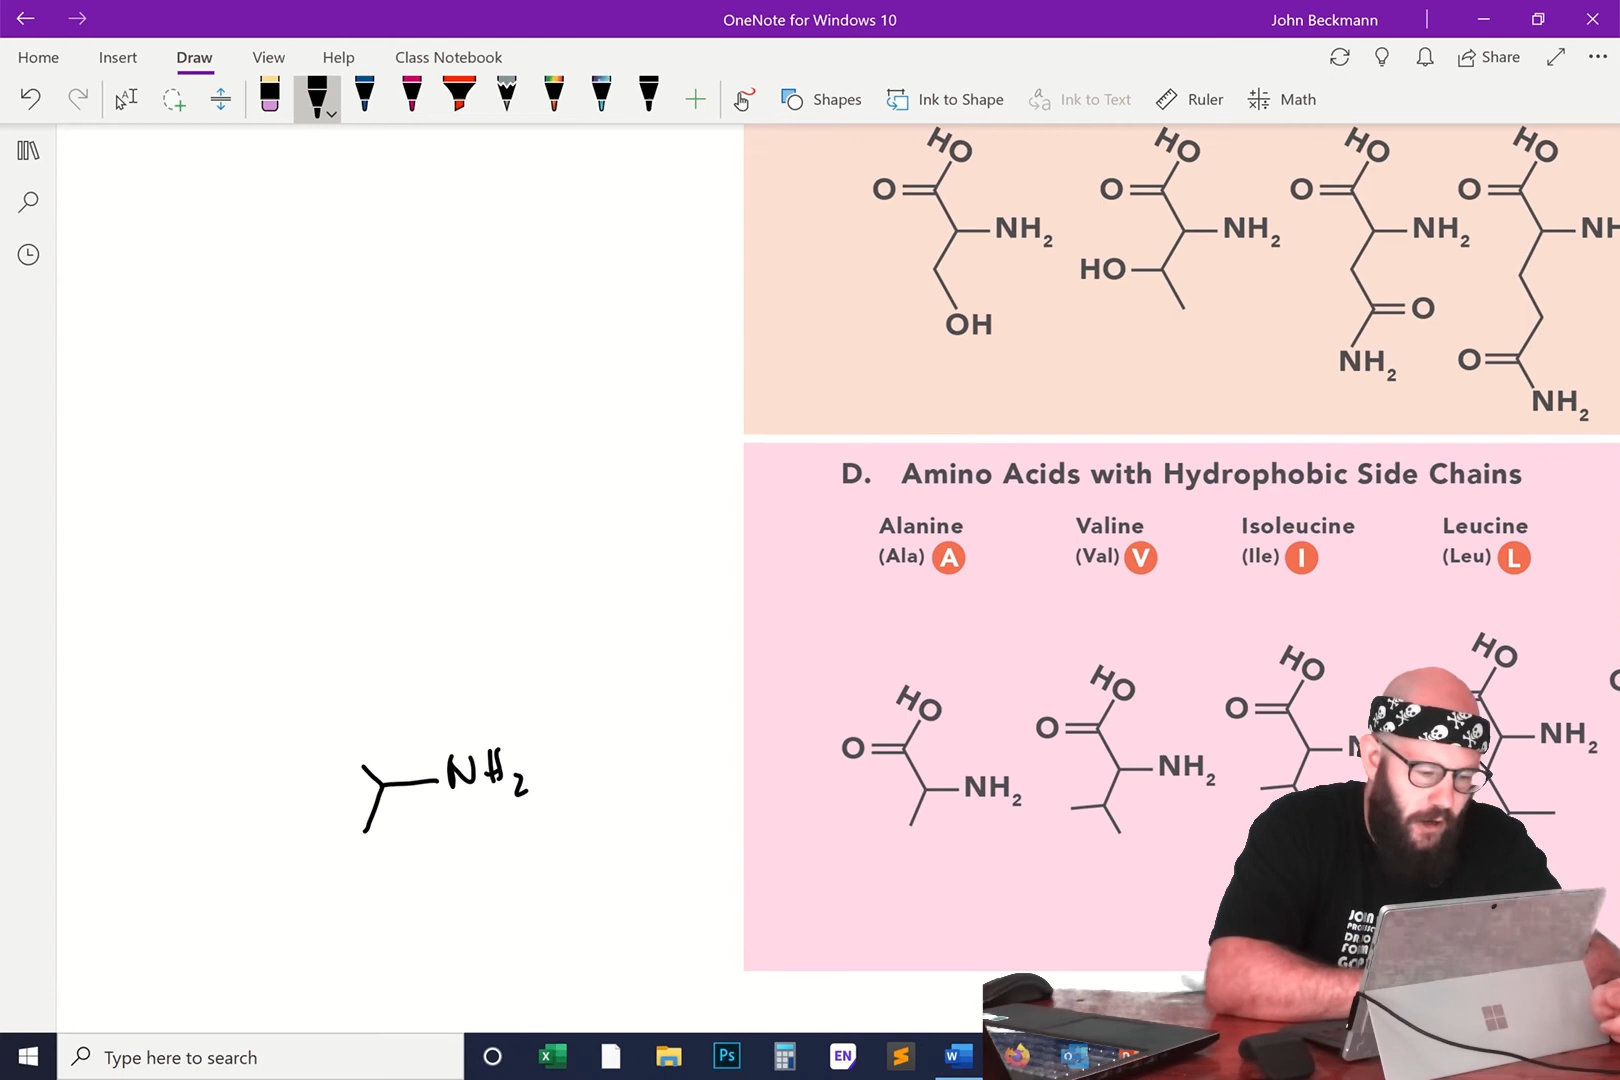 OneNote for Windows 10
John Beckmann
Home Insert Draw View Help Class Notebook
Share
Shapes Ink to Shape Ink to Text Ruler Math
HO HO HO HO
O O O O
NH2 NH2 NH2 NH
HO
OH
O O
NH2
NH2
D. Amino Acids with Hydrophobic Side Chains
Alanine Valine Isoleucine Leucine
(Ala) A (Val) V (Ile) I (Leu) L
HO HO HO HO
O O O
NH2 NH2 NH2
NH2
Type here to search
EN
Ps